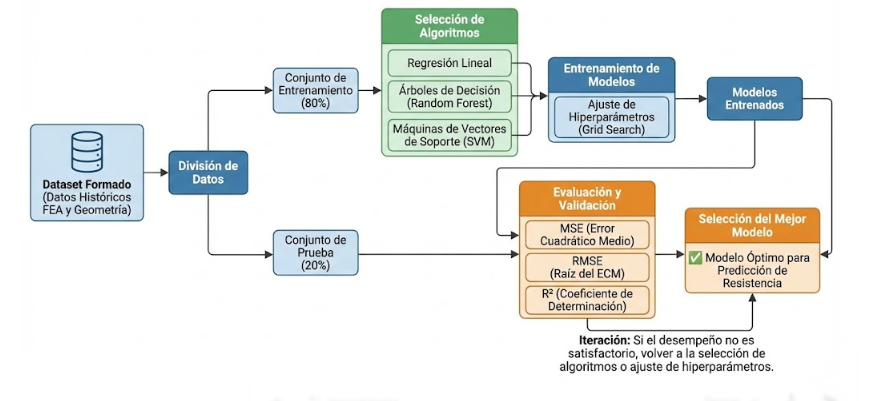 Selección de
Algoritmos
Regresión Lineal
Árboles de Decisión
(Random Forest)
Máquinas de Vectores
de Soporte (SVM)
Conjunto de
Entrenamiento
(80%)
Entrenamiento de
Modelos
Ajuste de
Hiperparámetros
(Grid Search)
Modelos
Entrenados
Dataset Formado
(Datos Históricos
FEA y Geometría)
División de
Datos
Conjunto de
Prueba
(20%)
Evaluación y
Validación
MSE (Error
Cuadrático Medio)
RMSE
(Raíz del ECM)
R² (Coeficiente de
Determinación)
Selección del Mejor
Modelo
✅ Modelo Óptimo para
Predicción de
Resistencia
Iteración: Si el desempeño no es
satisfactorio, volver a la selección de
algoritmos o ajuste de hiperparámetros.